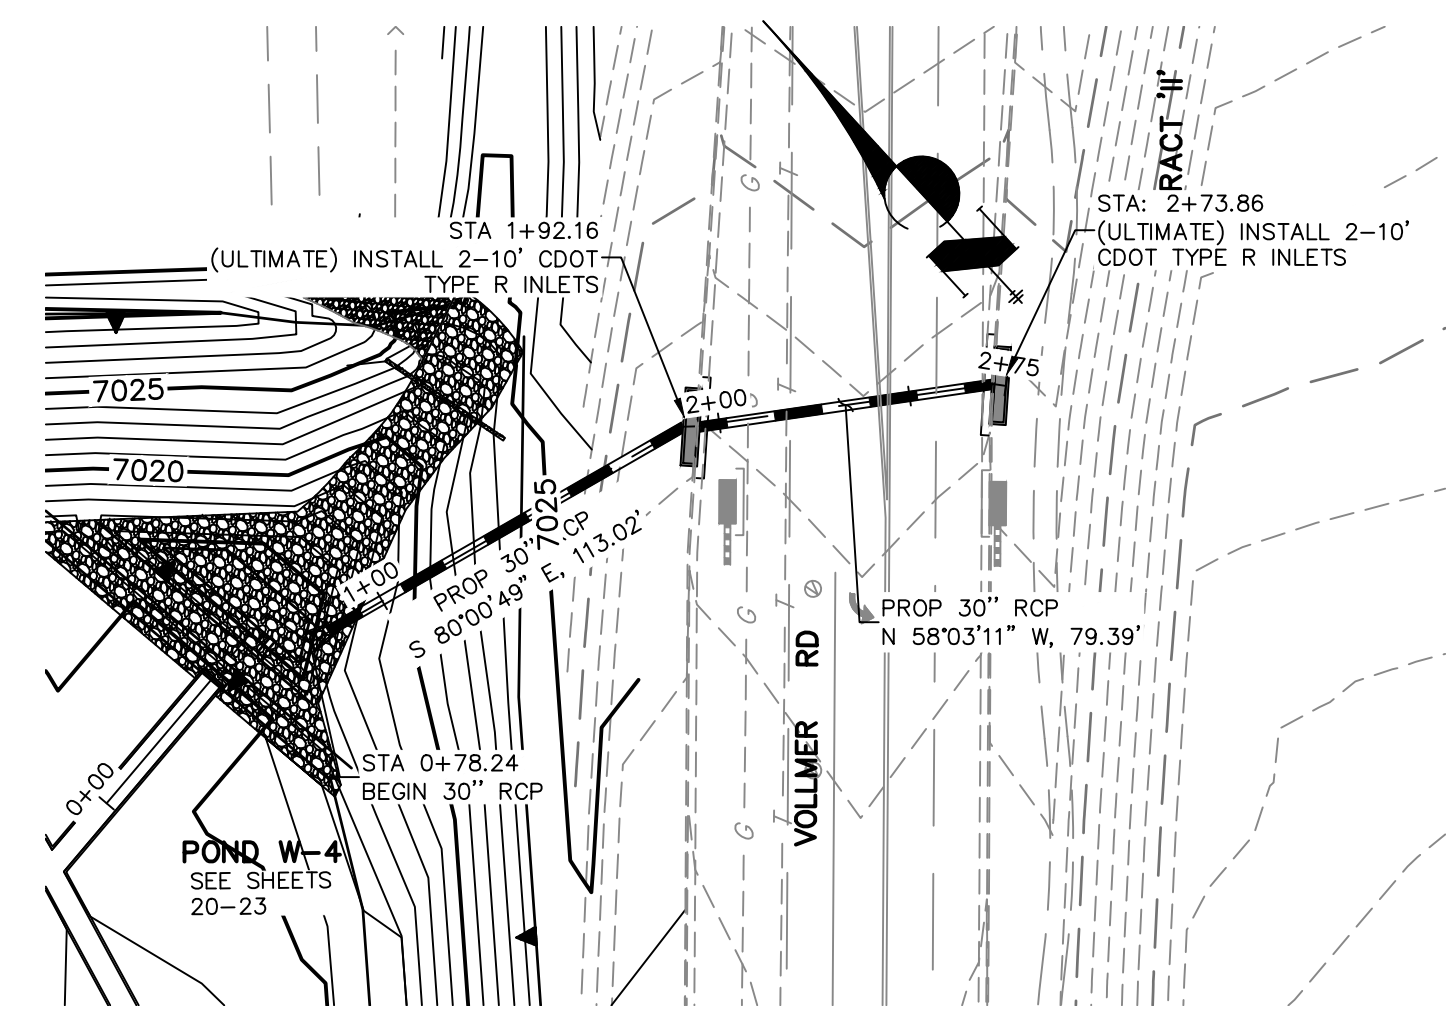 RACT 'II'
STA: 2+73.86
(ULTIMATE) INSTALL 2-10'
CDOT TYPE R INLETS
STA 1+92.16
(ULTIMATE) INSTALL 2-10' CDOT
TYPE R INLETS
G
T
2+75
2+00
T
7025
7020
7025
1+00
PROP 30" RCP
S 80°00'49" E, 113.02'
PROP 30" RCP
N 58°03'11" W, 79.39'
G
T
VOLLMER RD
STA 0+78.24
BEGIN 30" RCP
0+00
G
T
POND W-4
SEE SHEETS
20-23